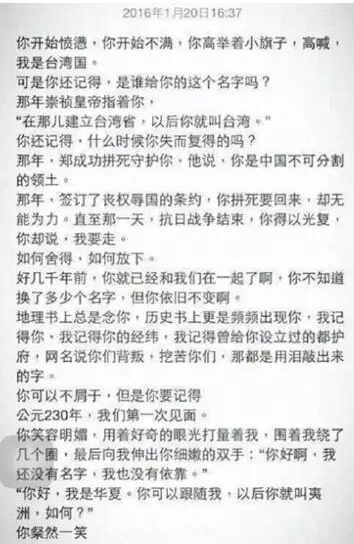 2016年1月20日16:37
你开始愤懑，你开始不满，你高举着小旗子，高喊，
我是台湾国。
可是你还记得，是谁给你的这个名字吗？
那年崇祯皇帝指着你，
“在那儿建立台湾省，以后你就叫台湾。”
你还记得，什么时候你失而复得的吗？
那年，郑成功拼死守护你，他说，你是中国不可分割
的领土。
那年，签订了丧权辱国的条约，你拼死要回来，却无
能为力。直至那一天，抗日战争结束，你得以光复，
你却说，我要走。
如何舍得，如何放下。
好几千年前，你就已经和我们在一起了啊，你不知道
换了多少个名字，但你依旧不变啊。
地理书上总是念你，历史书上更是频频出现你，我记
得你，我记得你的经纬，我记得曾给你设立过的都护
府，网名说你们背叛，挖苦你们，那都是用泪敲出来
的字。
你可以不屑于，但是你要记得
公元230年，我们第一次见面。
你笑容明媚，用着好奇的眼光打量着我，围着我绕了
几个圈，最后向我伸出你细嫩的双手：“你好啊，我
还没有名字，我也没有依靠。”
“你好，我是华夏。你可以跟随我，以后你就叫夷
洲，如何？”
你粲然一笑